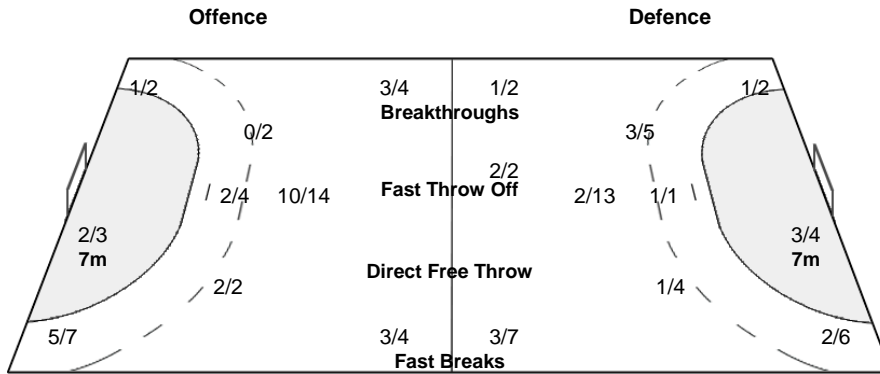 Offence Defence
1/2 3/4 1/2 1/2
Breakthroughs
0/2 3/5
2/2
Fast Throw Off
2/4 10/14 2/13 1/1
2/3 3/4
7m 7m
Direct Free Throw
2/2 1/4
5/7 3/4 3/7 2/6
Fast Breaks